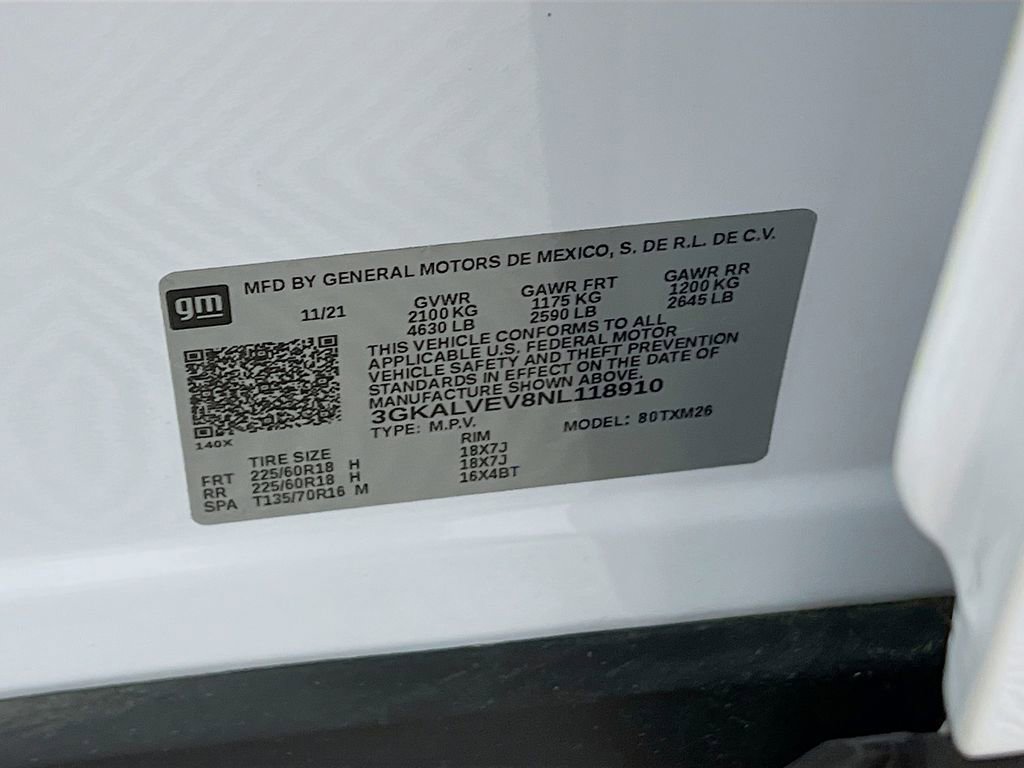 gm
MFD BY GENERAL MOTORS DE MEXICO, S. DE R.L. DE C.V.
11/21
GVWR
2100 KG
4630 LB
GAWR FRT
1175 KG
2590 LB
GAWR RR
1200 KG
2645 LB
THIS VEHICLE CONFORMS TO ALL
APPLICABLE U.S. FEDERAL MOTOR
VEHICLE SAFETY AND THEFT PREVENTION
STANDARDS IN EFFECT ON THE DATE OF
MANUFACTURE SHOWN ABOVE.
3GKALVEV8NL118910
TYPE: M.P.V. MODEL: 80TXM26
140X
TIRE SIZE RIM
FRT 225/60R18 H 18X7J
RR 225/60R18 H 18X7J
SPA T135/70R16 M 16X4BT